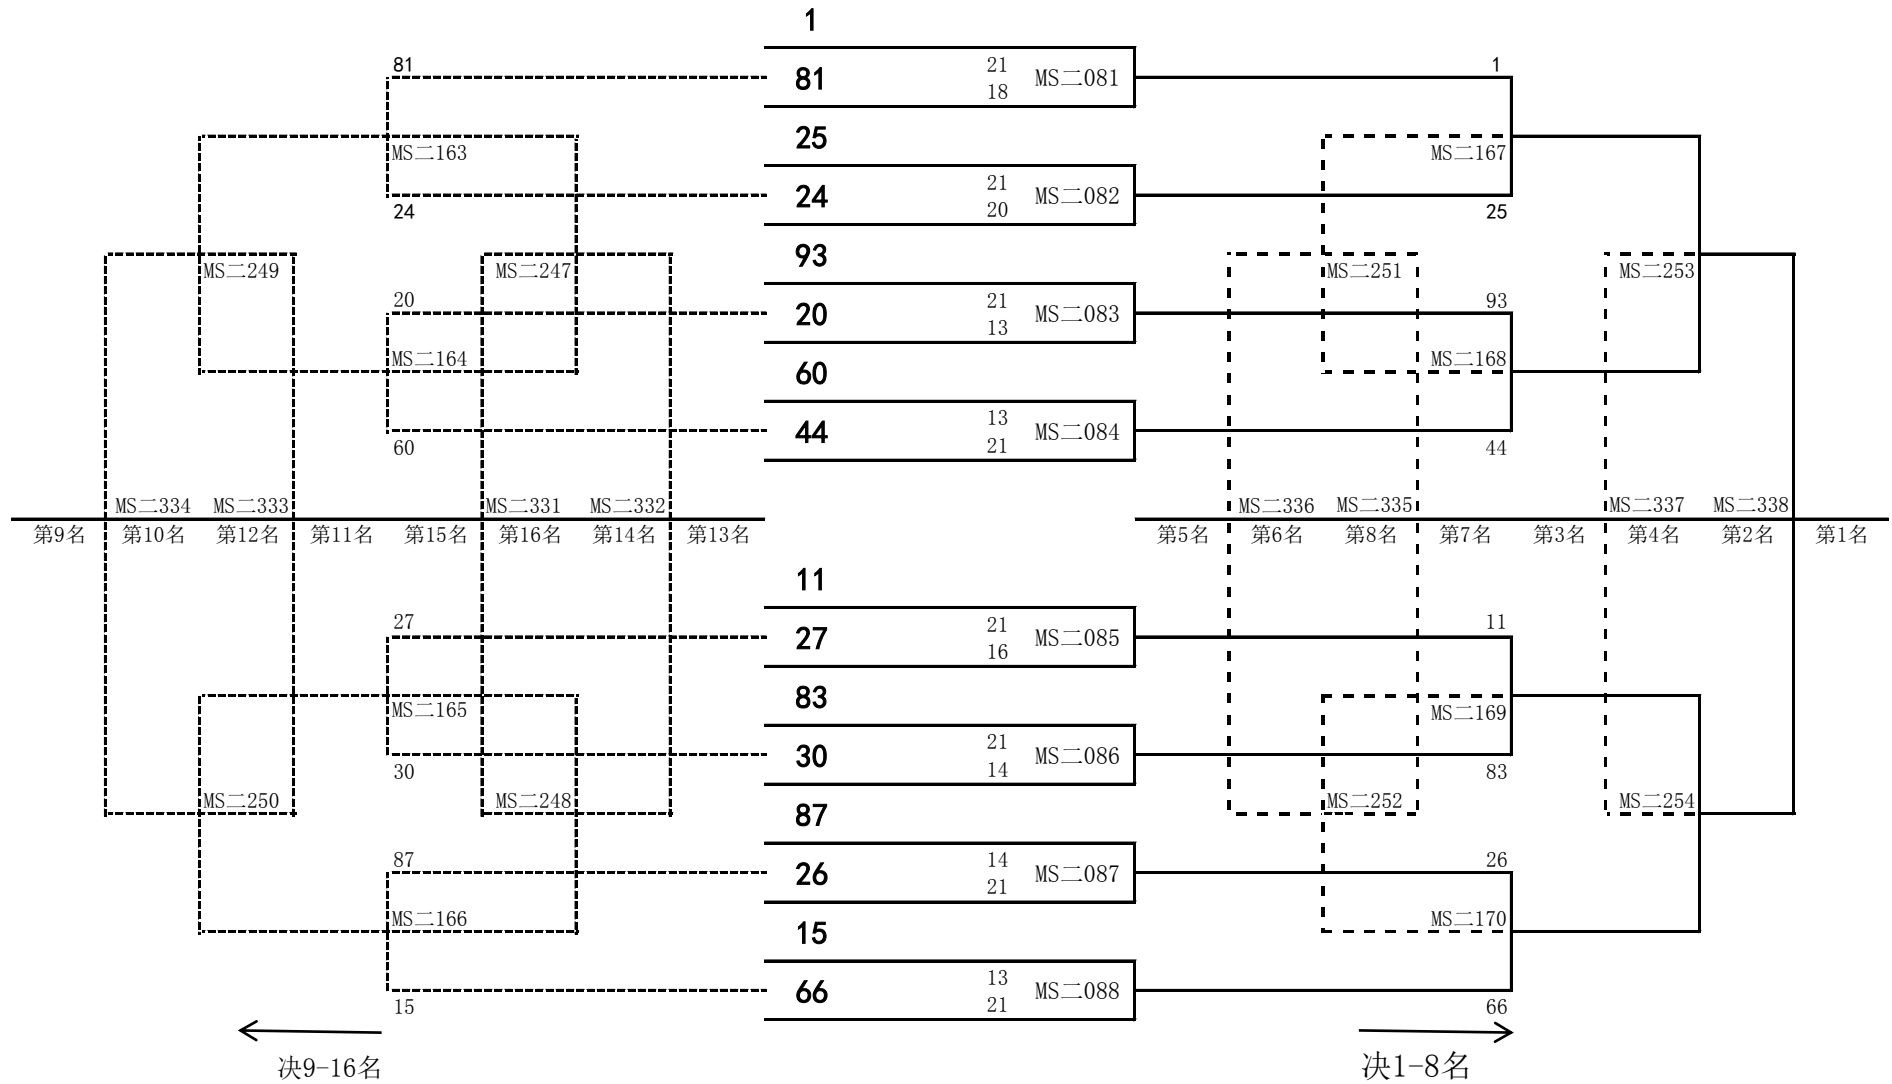 1
81
81
21
18
MS二081
1
25
MS二163
MS二167
24
24
21
20
MS二082
25
93
MS二249
MS二247
MS二251
MS二253
20
20
21
13
MS二083
93
MS二164
60
MS二168
60
44
13
21
MS二084
44
MS二334
MS二333
MS二331
MS二332
MS二336
MS二335
MS二337
MS二338
第9名
第10名
第12名
第11名
第15名
第16名
第14名
第13名
第5名
第6名
第8名
第7名
第3名
第4名
第2名
第1名
11
27
27
21
16
MS二085
11
MS二165
83
MS二169
30
30
21
14
MS二086
83
MS二250
MS二248
87
MS二252
MS二254
87
26
14
21
MS二087
26
MS二166
15
MS二170
15
66
13
21
MS二088
66
决9-16名
决1-8名